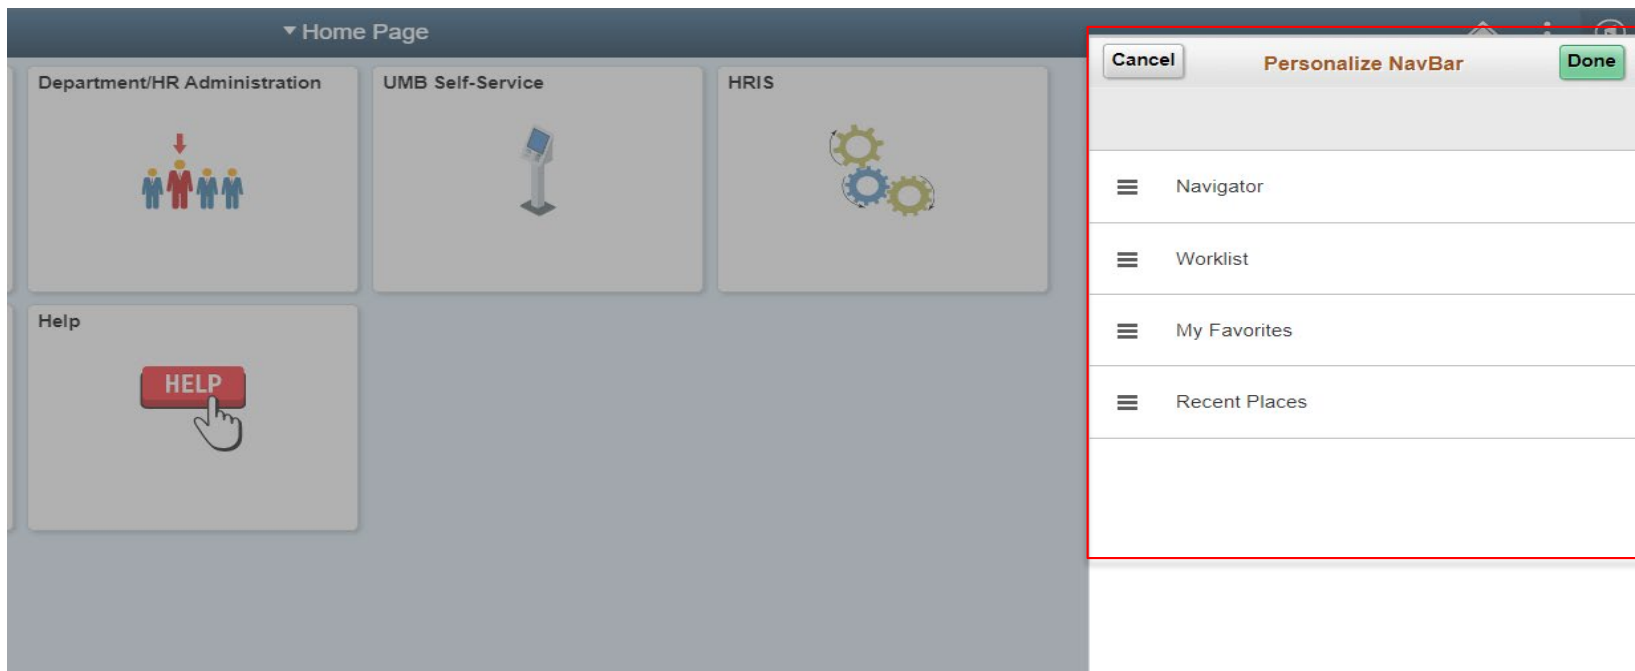 Home Page
Department/HR Administration
UMB Self-Service
HRIS
Help
HELP
Cancel
Personalize NavBar
Done
Navigator
Worklist
My Favorites
Recent Places